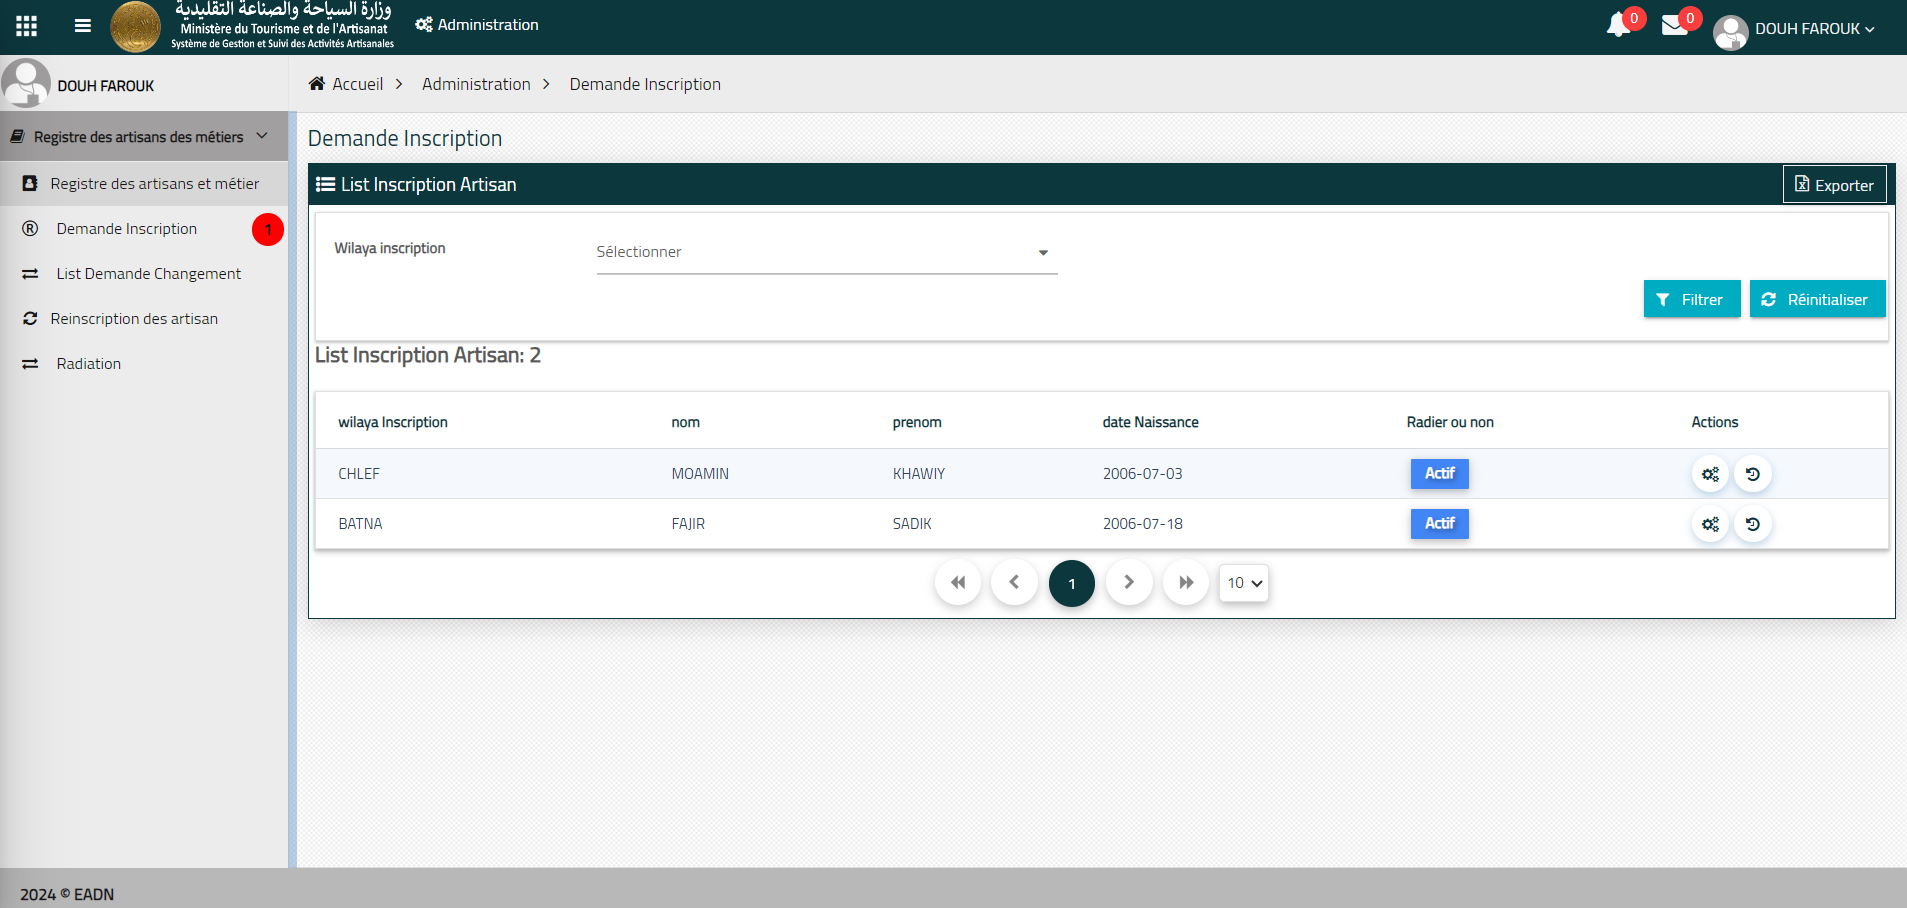 وزارة السياحة والصناعة التقليدية
Ministère du Tourisme et de l'Artisanat
Système de Gestion et Suivi des Activités Artisanales
Administration
0
0
DOUH FAROUK
DOUH FAROUK
Accueil > Administration > Demande Inscription
Registre des artisans des métiers
Registre des artisans et métier
Demande Inscription 1
List Demande Changement
Reinscription des artisan
Radiation
Demande Inscription
List Inscription Artisan
Exporter
Wilaya inscription
Sélectionner
Filtrer
Réinitialiser
List Inscription Artisan: 2
wilaya Inscription nom prenom date Naissance Radier ou non Actions
CHLEF MOAMIN KHAWIY 2006-07-03 Actif
BATNA FAJIR SADIK 2006-07-18 Actif
1
10
2024 © EADN